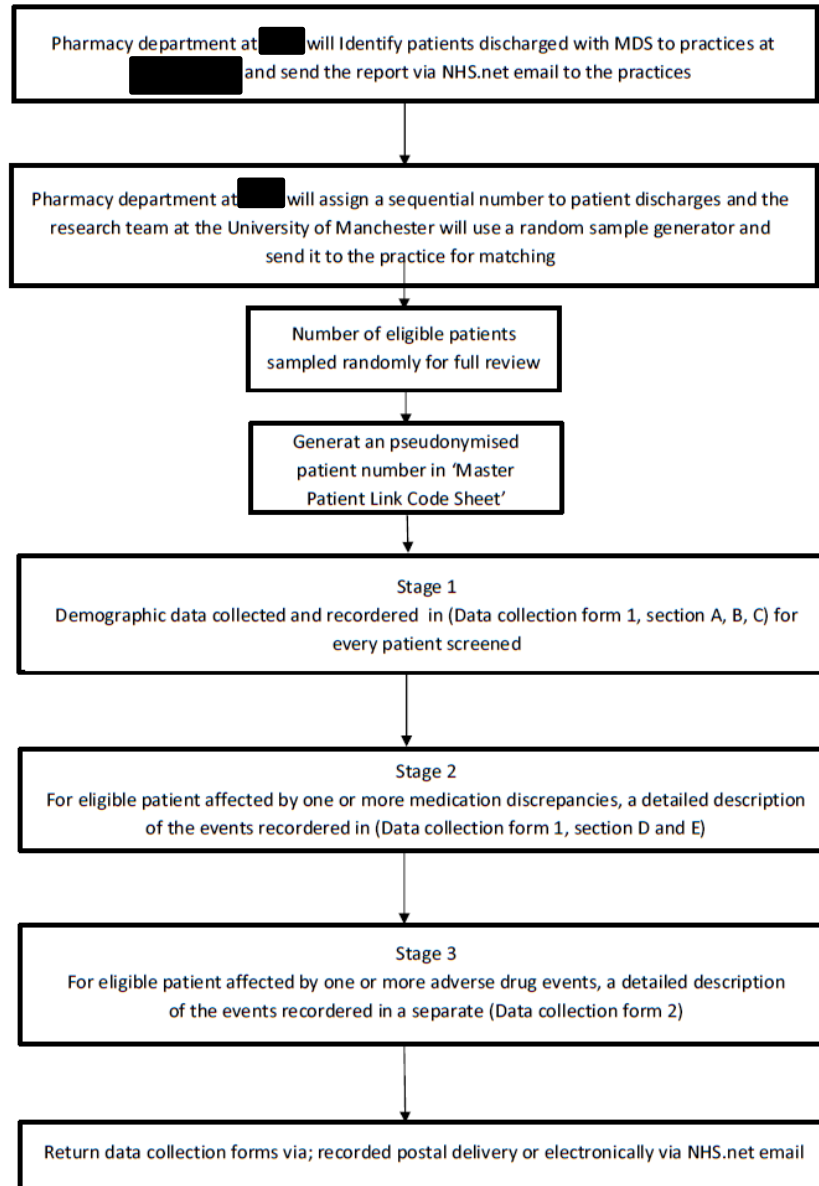 Pharmacy department at will Identify patients discharged with MDS to practices at
and send the report via NHS.net email to the practices
Pharmacy department at will assign a sequential number to patient discharges and the
research team at the University of Manchester will use a random sample generator and
send it to the practice for matching
Number of eligible patients
sampled randomly for full review
Generat an pseudonymised
patient number in ‘Master
Patient Link Code Sheet’
Stage 1
Demographic data collected and recordered in (Data collection form 1, section A, B, C) for
every patient screened
Stage 2
For eligible patient affected by one or more medication discrepancies, a detailed description
of the events recordered in (Data collection form 1, section D and E)
Stage 3
For eligible patient affected by one or more adverse drug events, a detailed description
of the events recordered in a separate (Data collection form 2)
Return data collection forms via; recorded postal delivery or electronically via NHS.net email